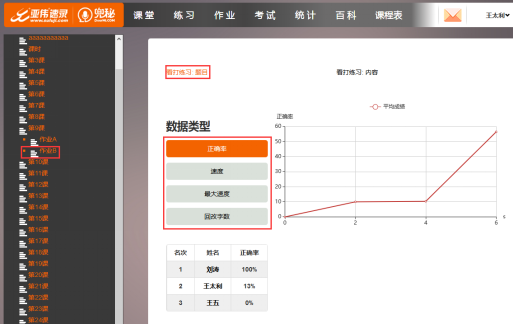 亚伟速录
兜秘
课堂
练习
作业
考试
统计
百科
课程表
王太利
aaaaaaaaaaa
课时
第3课
第4课
第5课
第6课
第7课
第8课
第9课
作业A
作业B
第10课
第11课
第12课
第13课
第14课
第15课
第16课
第17课
第18课
第19课
第20课
第21课
第22课
第23课
第24课
看打练习: 题目
看打练习: 内容
数据类型
正确率
速度
最大速度
回改字数
平均成绩
正确率
60
50
40
30
20
10
0
0 2 4 6
s
名次 姓名 正确率
1 刘涛 100%
2 王太利 13%
3 王五 0%